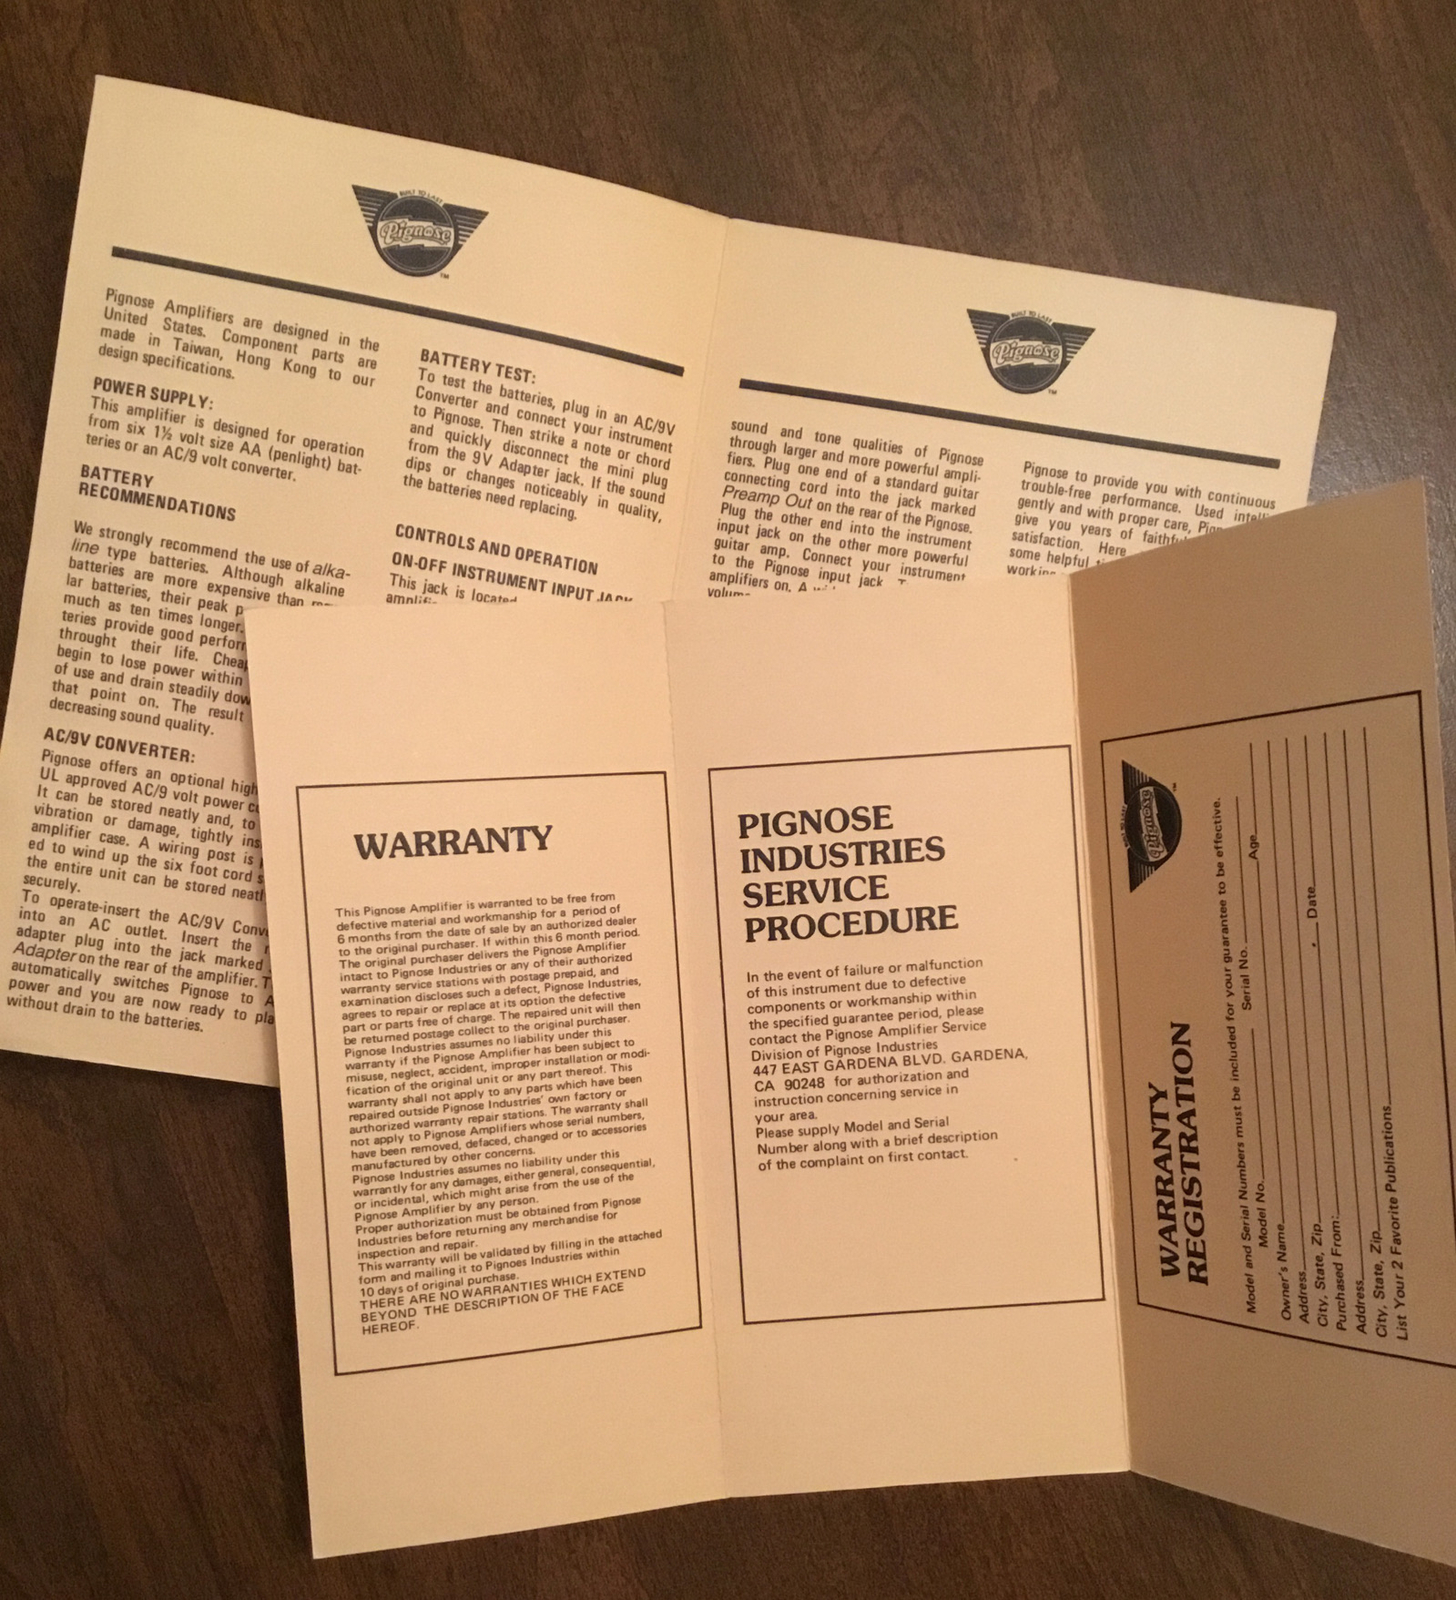 BUILT TO LAST
Pignose
TM
Pignose Amplifiers are designed in the
United States. Component parts are
made in Taiwan, Hong Kong to our
design specifications.
POWER SUPPLY:
This amplifier is designed for operation
from six 1½ volt size AA (penlight) bat-
teries or an AC/9 volt converter.
BATTERY
RECOMMENDATIONS
We strongly recommend the use of alka-
line type batteries. Although alkaline
batteries are more expensive than
lar batteries, their peak
much as ten times longer.
teries provide good
throught their life.
begin to lose power within
of use and drain steadily
that point on. The result
decreasing sound quality.
AC/9V CONVERTER:
Pignose offers an optional high
UL approved AC/9 volt power
It can be stored neatly and, to
vibration or damage, tightly
amplifier case. A wiring post is
ed to wind up the six foot cord
the entire unit can be stored
securely.
To operate-insert the AC/9V
into an AC outlet. Insert the
adapter plug into the jack marked
Adapter on the rear of the amplifier.
automatically switches Pignose to
power and you are now ready to
without drain to the batteries.
BATTERY TEST:
To test the batteries, plug in an AC/9V
Converter and connect your instrument
to Pignose. Then strike a note or chord
and quickly disconnect the mini plug
from the 9V Adapter jack. If the sound
dips or changes noticeably in quality,
the batteries need replacing.
CONTROLS AND OPERATION
ON-OFF INSTRUMENT INPUT JACK
This jack is located
BUILT TO LAST
Pignose
TM
sound and tone qualities of Pignose
through larger and more powerful ampli-
fiers. Plug one end of a standard guitar
connecting cord into the jack marked
Preamp Out on the rear of the Pignose.
Plug the other end into the instrument
input jack on the other more powerful
guitar amp. Connect your instrument
to the Pignose input jack
amplifiers on. A
Pignose to provide you with continuous
trouble-free performance. Used
gently and with proper care,
give you years of
satisfaction. Here
some helpful
WARRANTY
This Pignose Amplifier is warranted to be free from
defective material and workmanship for a period of
6 months from the date of sale by an authorized dealer
to the original purchaser. If within this 6 month period.
The original purchaser delivers the Pignose Amplifier
intact to Pignose Industries or any of their authorized
warranty service stations with postage prepaid, and
examination discloses such a defect, Pignose Industries,
agrees to repair or replace at its option the defective
part or parts free of charge. The repaired unit will then
be returned postage collect to the original purchaser.
Pignose Industries assumes no liability under this
warranty if the Pignose Amplifier has been subject to
misuse, neglect, accident, improper installation or modi-
fication of the original unit or any part thereof. This
warranty shall not apply to any parts which have been
repaired outside Pignose Industries' own factory or
authorized warranty repair stations. The warranty shall
not apply to Pignose Amplifiers whose serial numbers,
have been removed, defaced, changed or to accessories
manufactured by other concerns.
Pignose Industries assumes no liability under this
warrantly for any damages, either general, consequential,
or incidental, which might arise from the use of the
Pignose Amplifier by any person.
Proper authorization must be obtained from Pignose
Industries before returning any merchandise for
inspection and repair.
This warranty will be validated by filling in the attached
form and mailing it to Pignoes Industries within
10 days of original purchase.
THERE ARE NO WARRANTIES WHICH EXTEND
BEYOND THE DESCRIPTION OF THE FACE
HEREOF.
PIGNOSE
INDUSTRIES
SERVICE
PROCEDURE
In the event of failure or malfunction
of this instrument due to defective
components or workmanship within
the specified guarantee period, please
contact the Pignose Amplifier Service
Division of Pignose Industries
447 EAST GARDENA BLVD. GARDENA,
CA 90248 for authorization and
instruction concerning service in
your area.
Please supply Model and Serial
Number along with a brief description
of the complaint on first contact.
BUILT TO LAST
Pignose
TM
WARRANTY
REGISTRATION
Model and Serial Numbers must be included for your guarantee to be effective.
Model No. Serial No.
Owner's Name Age
Address
City, State, Zip
Purchased From: , Date
Address
City, State, Zip
List Your 2 Favorite Publications